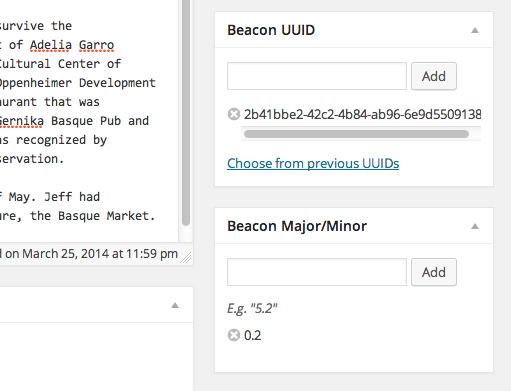 survive the
of Adelia Garro
Cultural Center of
Oppenheimer Development
aurant that was
Gernika Basque Pub and
as recognized by
servation.
f May. Jeff had
ure, the Basque Market.
d on March 25, 2014 at 11:59 pm
Beacon UUID
Add
2b41bbe2-42c2-4b84-ab96-6e9d5509138
Choose from previous UUIDs
Beacon Major/Minor
Add
E.g. "5.2"
0.2